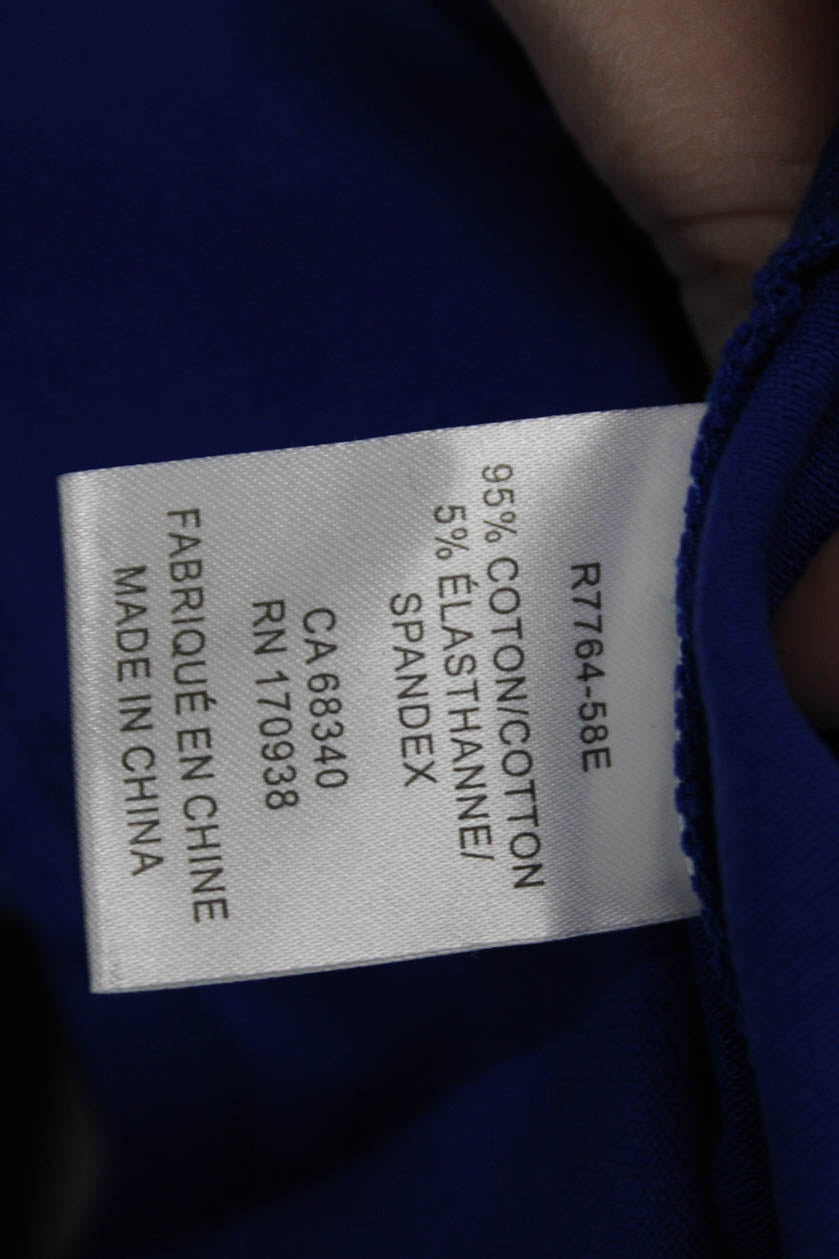 R7764-58E
95% COTON/COTTON
5% ÉLASTHANNE/
SPANDEX
CA 68340
RN 170938
FABRIQUÉ EN CHINE
MADE IN CHINA